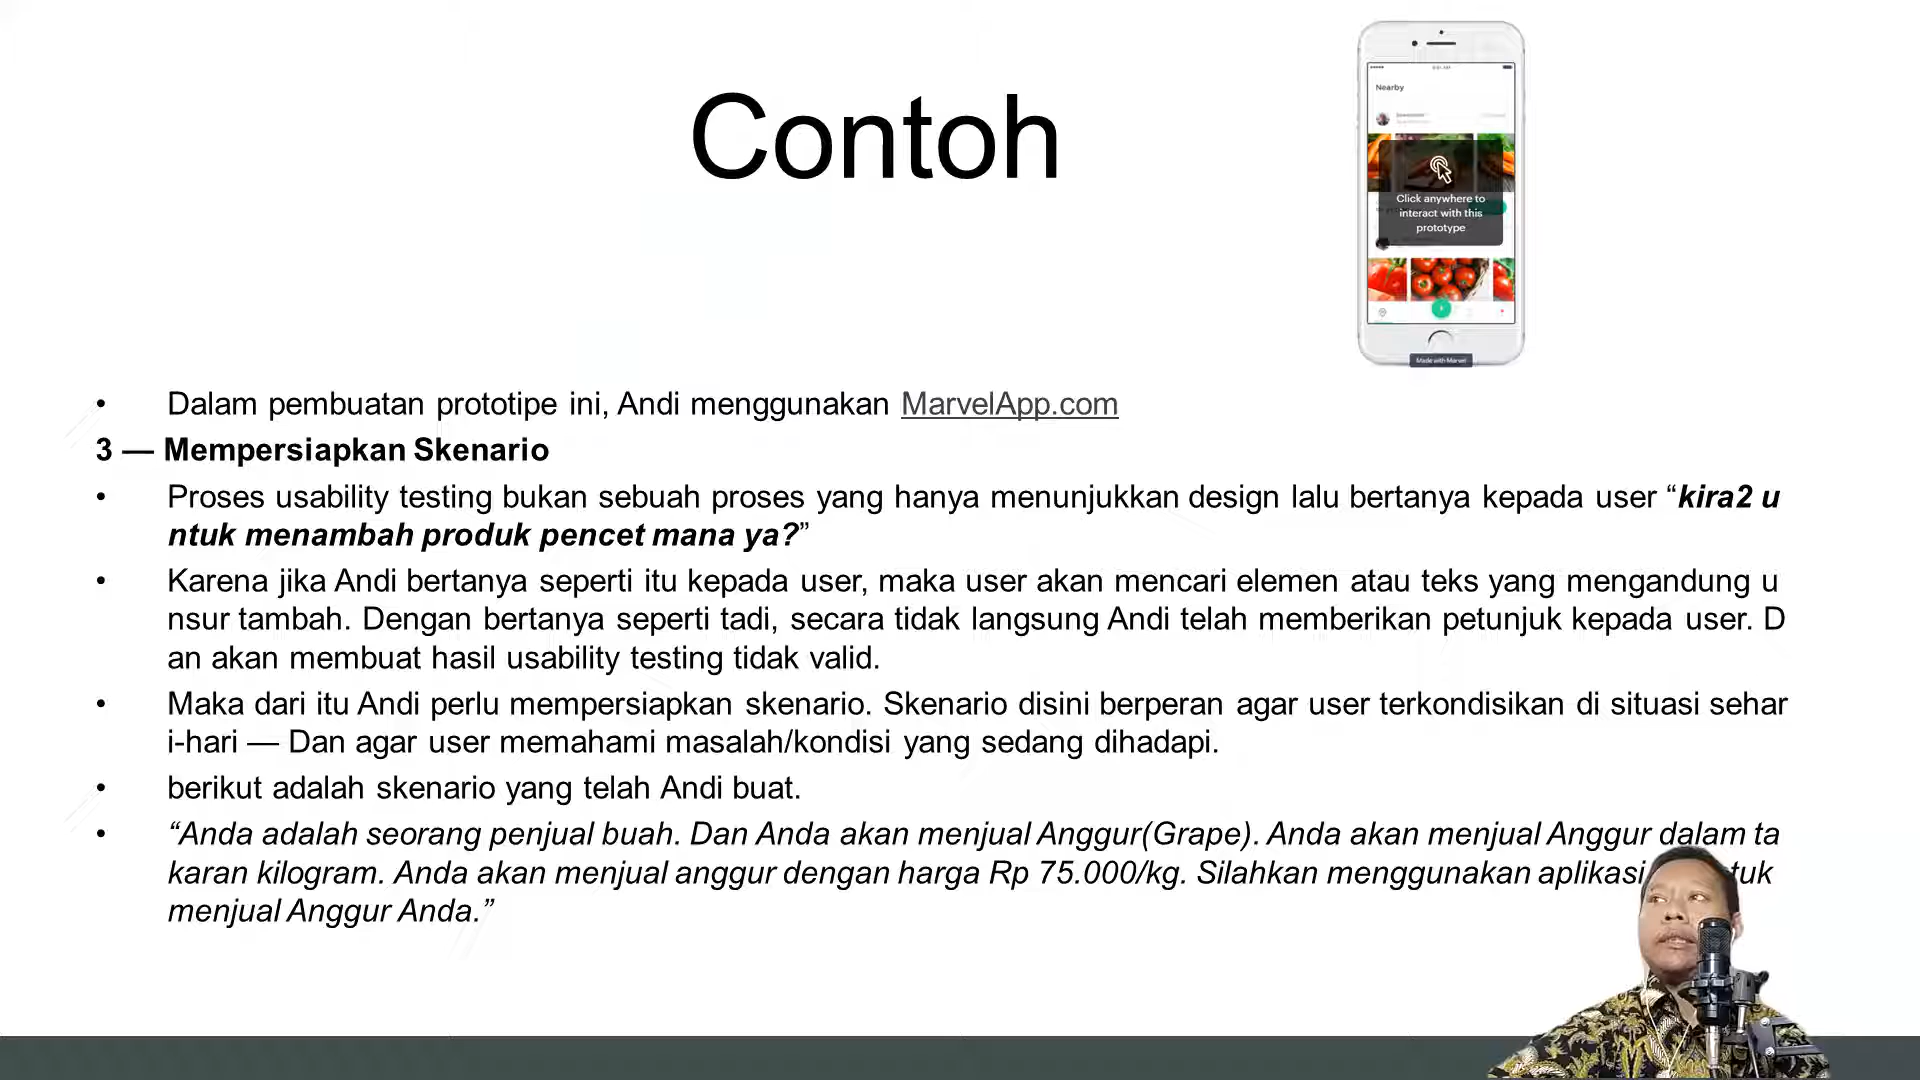 Contoh
Nearby
Click anywhere to
interact with this
prototype
Made with Marvel
• Dalam pembuatan prototipe ini, Andi menggunakan MarvelApp.com
3 — Mempersiapkan Skenario
• Proses usability testing bukan sebuah proses yang hanya menunjukkan design lalu bertanya kepada user “kira2 u
ntuk menambah produk pencet mana ya?”
• Karena jika Andi bertanya seperti itu kepada user, maka user akan mencari elemen atau teks yang mengandung u
nsur tambah. Dengan bertanya seperti tadi, secara tidak langsung Andi telah memberikan petunjuk kepada user. D
an akan membuat hasil usability testing tidak valid.
• Maka dari itu Andi perlu mempersiapkan skenario. Skenario disini berperan agar user terkondisikan di situasi sehar
i-hari — Dan agar user memahami masalah/kondisi yang sedang dihadapi.
• berikut adalah skenario yang telah Andi buat.
• “Anda adalah seorang penjual buah. Dan Anda akan menjual Anggur(Grape). Anda akan menjual Anggur dalam ta
karan kilogram. Anda akan menjual anggur dengan harga Rp 75.000/kg. Silahkan menggunakan aplikasi tuk
menjual Anggur Anda.”